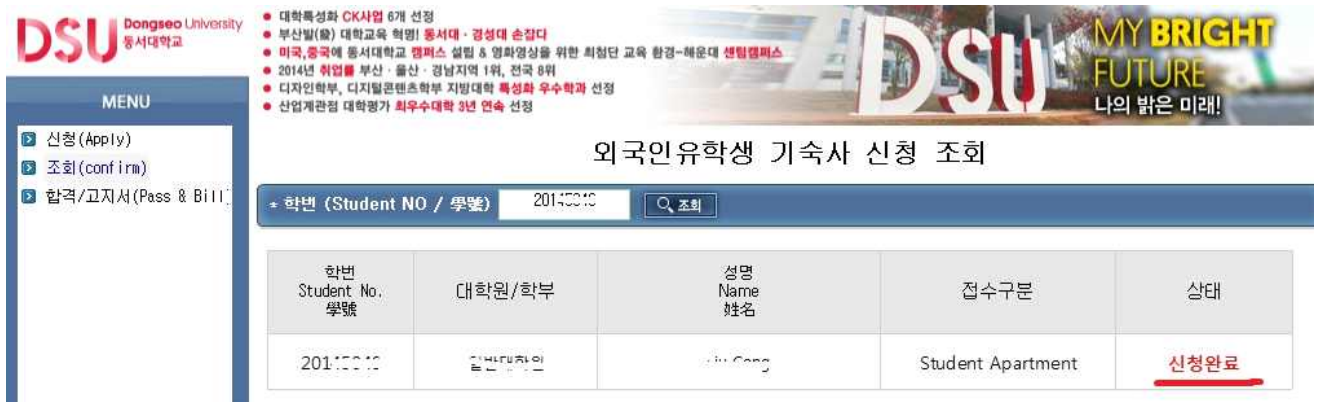 DSU Dongseo University
동서대학교
● 대학특성화 CK사업 6개 선정
● 부산발(發) 대학교육 혁명! 동서대 · 경성대 손잡다
● 미국,중국에 동서대학교 캠퍼스 설립 & 영화영상을 위한 최첨단 교육 환경-해운대 센텀캠퍼스
● 2014년 취업률 부산 · 울산 · 경남지역 1위, 전국 8위
● 디자인학부, 디지털콘텐츠학부 지방대학 특성화 우수학과 선정
● 산업계관점 대학평가 최우수대학 3년 연속 선정
DSU
MY BRIGHT
FUTURE
나의 밝은 미래!
MENU
신청(Apply)
조회(confirm)
합격/고지서(Pass & Bill)
외국인유학생 기숙사 신청 조회
* 학번 (Student NO / 學號)
조회
학번
Student No.
學號
대학원/학부
성명
Name
姓名
접수구분
상태
Student Apartment
신청완료